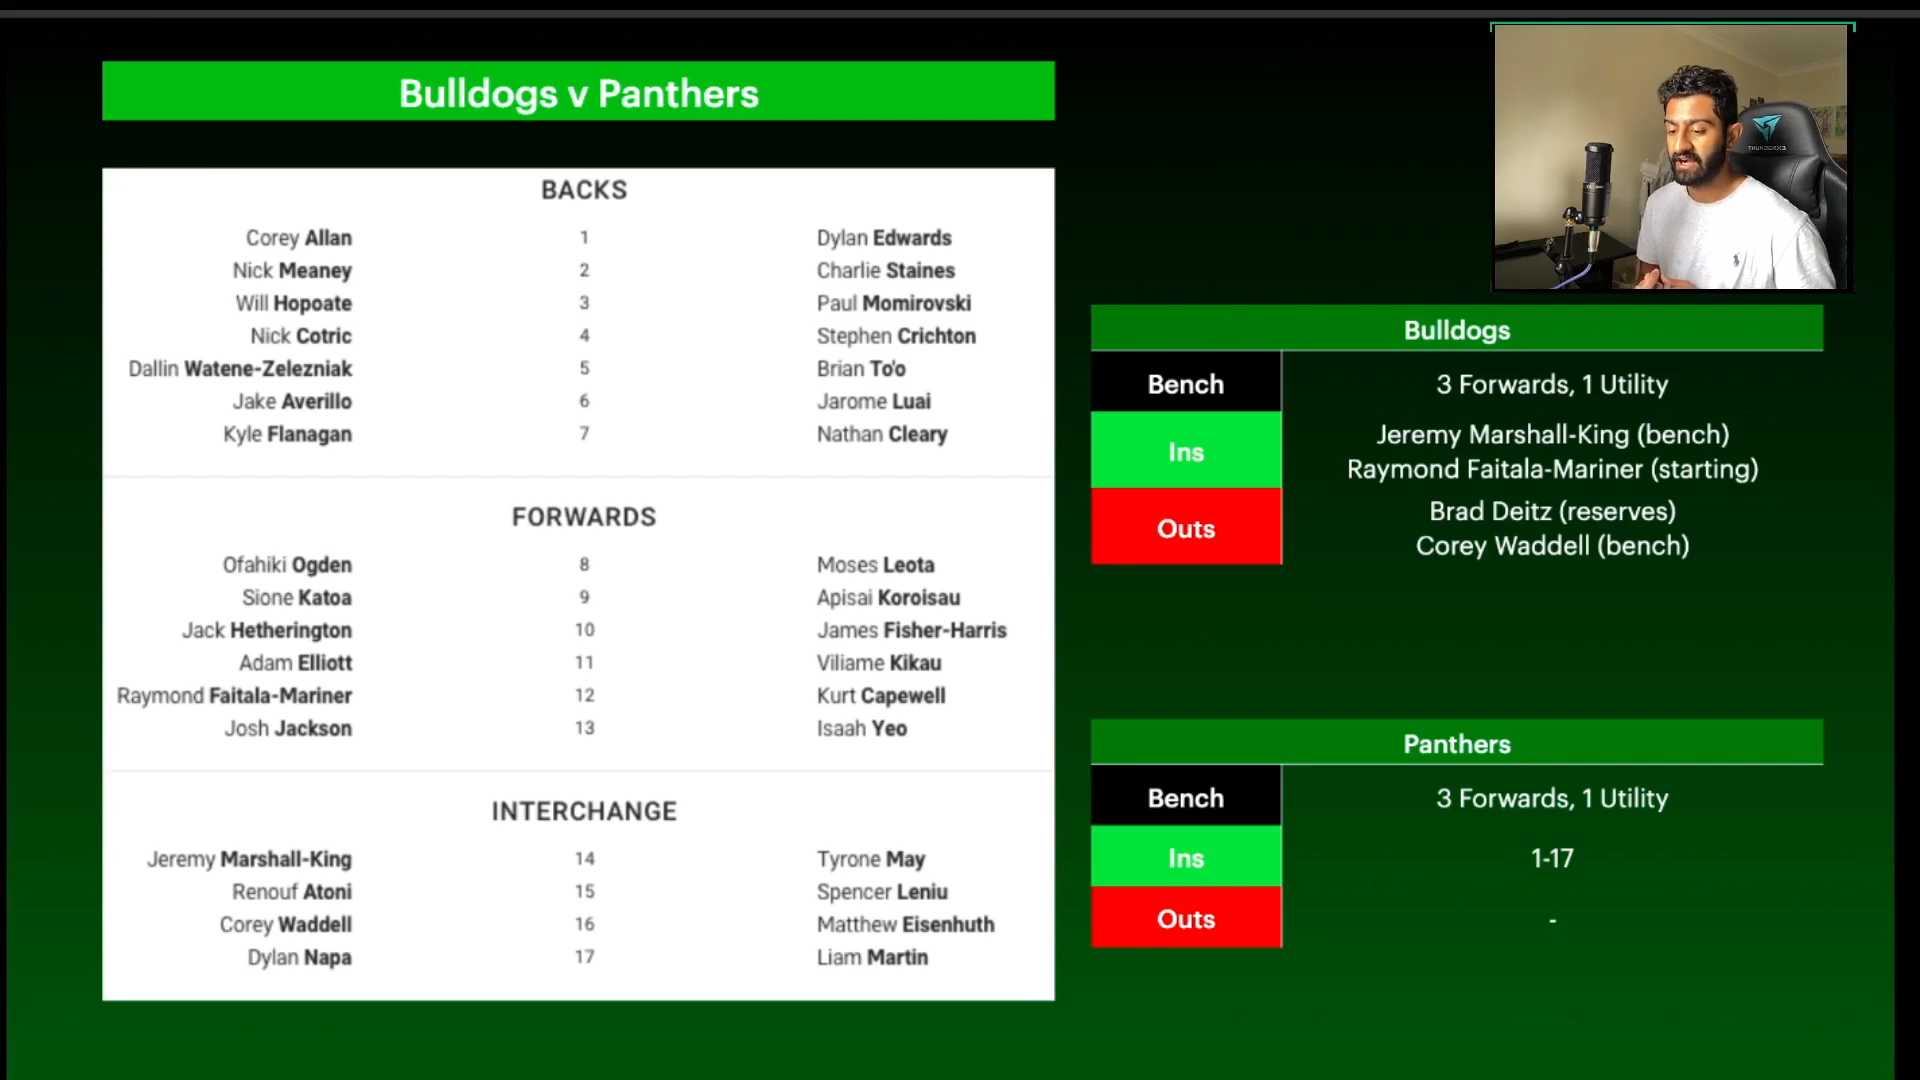 Bulldogs v Panthers
THUNDERX3
BACKS
Corey Allan 1 Dylan Edwards
Nick Meaney 2 Charlie Staines
Will Hopoate 3 Paul Momirovski
Nick Cotric 4 Stephen Crichton
Dallin Watene-Zelezniak 5 Brian To'o
Jake Averillo 6 Jarome Luai
Kyle Flanagan 7 Nathan Cleary
FORWARDS
Ofahiki Ogden 8 Moses Leota
Sione Katoa 9 Apisai Koroisau
Jack Hetherington 10 James Fisher-Harris
Adam Elliott 11 Viliame Kikau
Raymond Faitala-Mariner 12 Kurt Capewell
Josh Jackson 13 Isaah Yeo
INTERCHANGE
Jeremy Marshall-King 14 Tyrone May
Renouf Atoni 15 Spencer Leniu
Corey Waddell 16 Matthew Eisenhuth
Dylan Napa 17 Liam Martin
Bulldogs
Bench 3 Forwards, 1 Utility
Ins Jeremy Marshall-King (bench)
Raymond Faitala-Mariner (starting)
Outs Brad Deitz (reserves)
Corey Waddell (bench)
Panthers
Bench 3 Forwards, 1 Utility
Ins 1-17
Outs -